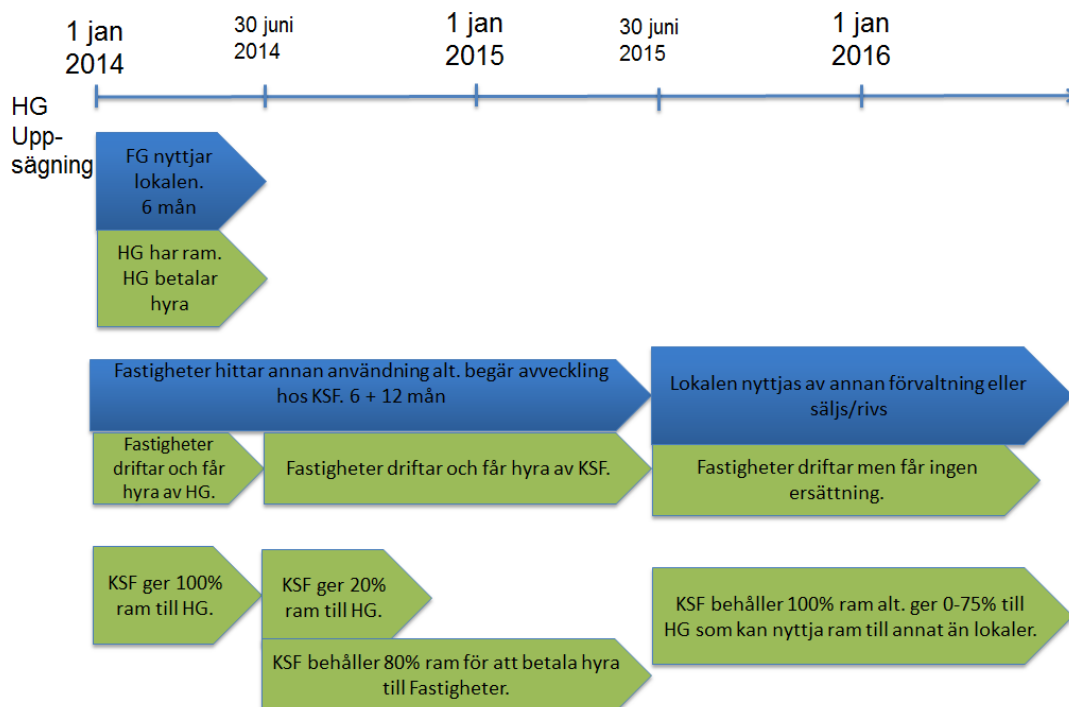 1 jan
2014
30 juni
2014
1 jan
2015
30 juni
2015
1 jan
2016
HG
Upp-
sägning
FG nyttjar
lokalen.
6 mån
HG har ram.
HG betalar
hyra
Fastigheter hittar annan användning alt. begär avveckling
hos KSF. 6 + 12 mån
Lokalen nyttjas av annan förvaltning eller
säljs/rivs
Fastigheter
driftar och får
hyra av HG.
Fastigheter driftar och får hyra av KSF.
Fastigheter driftar men får ingen
ersättning.
KSF ger 100%
ram till HG.
KSF ger 20%
ram till HG.
KSF behåller 100% ram alt. ger 0-75% till
HG som kan nyttja ram till annat än lokaler.
KSF behåller 80% ram för att betala hyra
till Fastigheter.